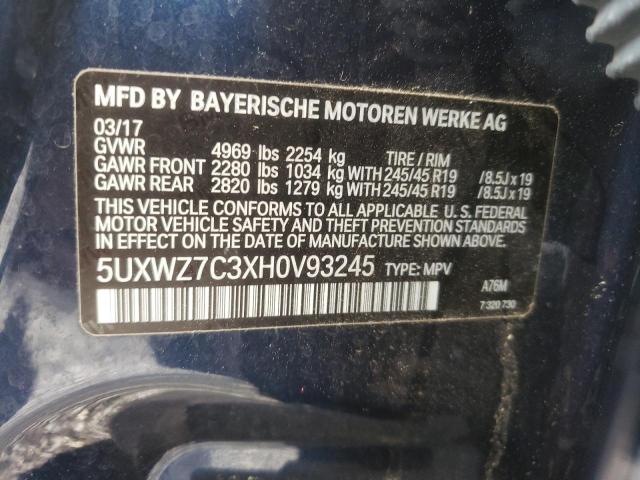 MFD BY BAYERISCHE MOTOREN WERKE AG
03/17
GVWR 4969 lbs 2254 kg TIRE / RIM
GAWR FRONT 2280 lbs 1034 kg WITH 245/45 R19 /8.5J x 19
GAWR REAR 2820 lbs 1279 kg WITH 245/45 R19 /8.5J x 19
THIS VEHICLE CONFORMS TO ALL APPLICABLE U. S. FEDERAL
MOTOR VEHICLE SAFETY AND THEFT PREVENTION
STANDARDS IN EFFECT ON THE DATE OF MANUFACTURE
SHOWN ABOVE.
5UXWZ7C3XH0V93245 TYPE: MPV
A76M
7 320 730